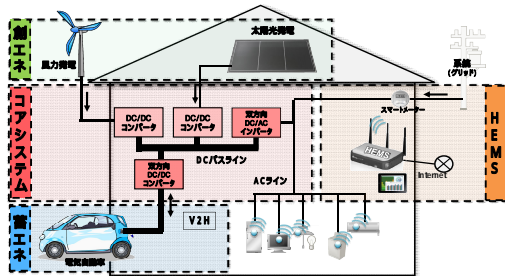 創エネ
風力発電
太陽光発電
系統
(グリッド)
スマートメーター
コアシステム
DC/DC
コンバータ
DC/DC
コンバータ
双方向
DC/AC
インバータ
DCバスライン
双方向
DC/DC
コンバータ
ACライン
HEMS
Internet
HEMS
蓄エネ
V2H
電気自動車